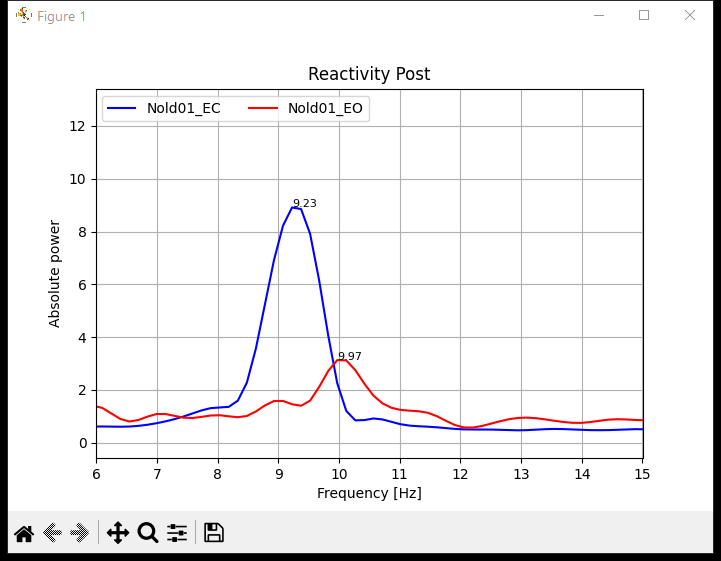 Figure 1
Reactivity Post
Nold01_EC Nold01_EO
12
10
8
6
4
2
0
Absolute power
9.23
9.97
6 7 8 9 10 11 12 13 14 15
Frequency [Hz]